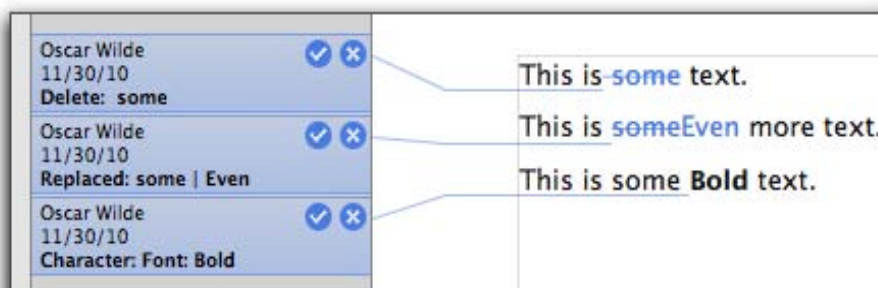 Oscar Wilde
11/30/10
Delete: some
Oscar Wilde
11/30/10
Replaced: some | Even
Oscar Wilde
11/30/10
Character: Font: Bold
This is some text.
This is someEven more text.
This is some Bold text.